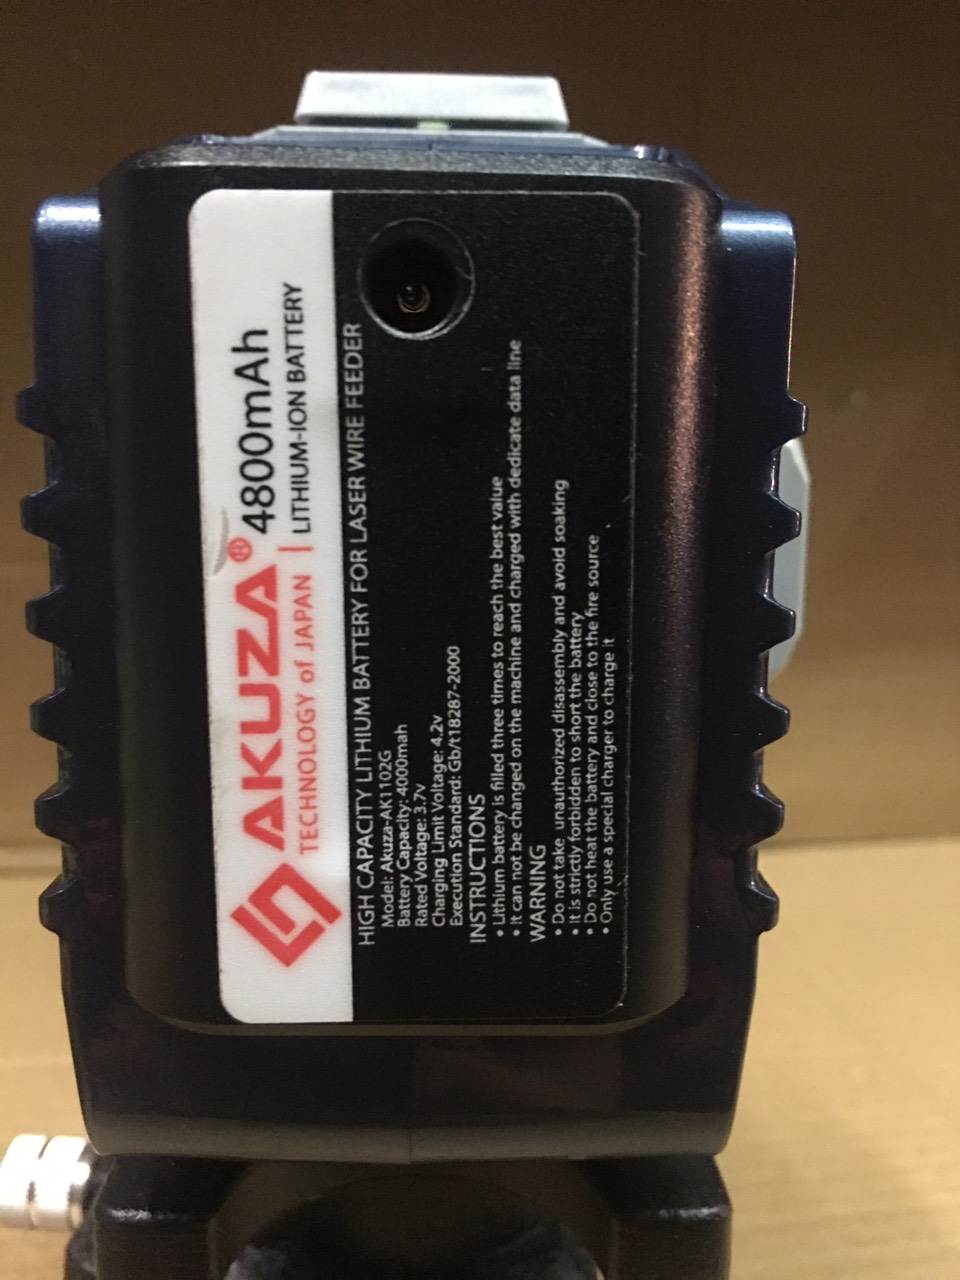 AKUZA® 4800mAh
TECHNOLOGY of JAPAN | LITHIUM-ION BATTERY
HIGH CAPACITY LITHIUM BATTERY FOR LASER WIRE FEEDER
Model: Akuza-AK1102G
Battery Capacity: 4000mah
Rated Voltage: 3.7v
Charging Limit Voltage: 4.2v
Execution Standard: Gb/t18287-2000
INSTRUCTIONS
• Lithium battery is filled three times to reach the best value
• It can not be changed on the machine and charged with dedicate data line
WARNING
• Do not take unauthorized disassembly and avoid soaking
• It is strictly forbidden to short the battery
• Do not heat the battery and close to the fire source
• Only use a special charger to charge it